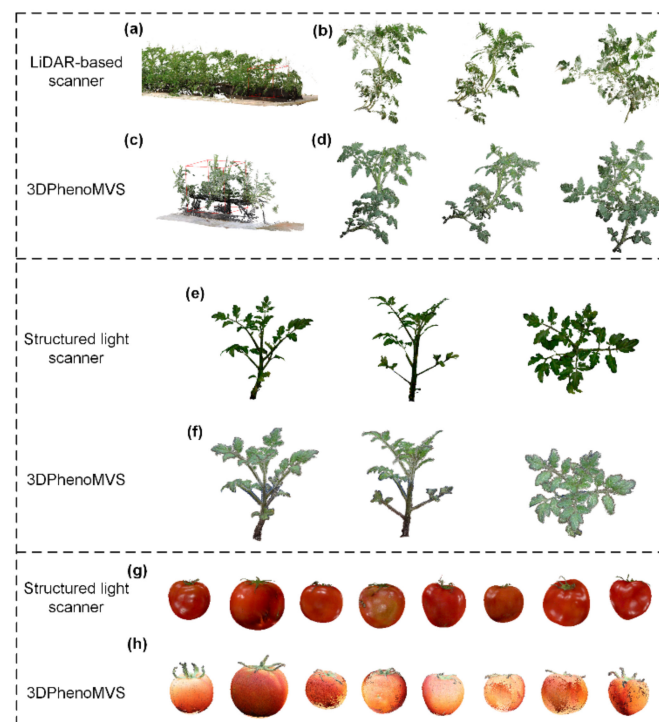 (a)
(b)
LiDAR-based
scanner
(c)
(d)
3DPhenoMVS
(e)
Structured light
scanner
(f)
3DPhenoMVS
(g)
Structured light
scanner
(h)
3DPhenoMVS